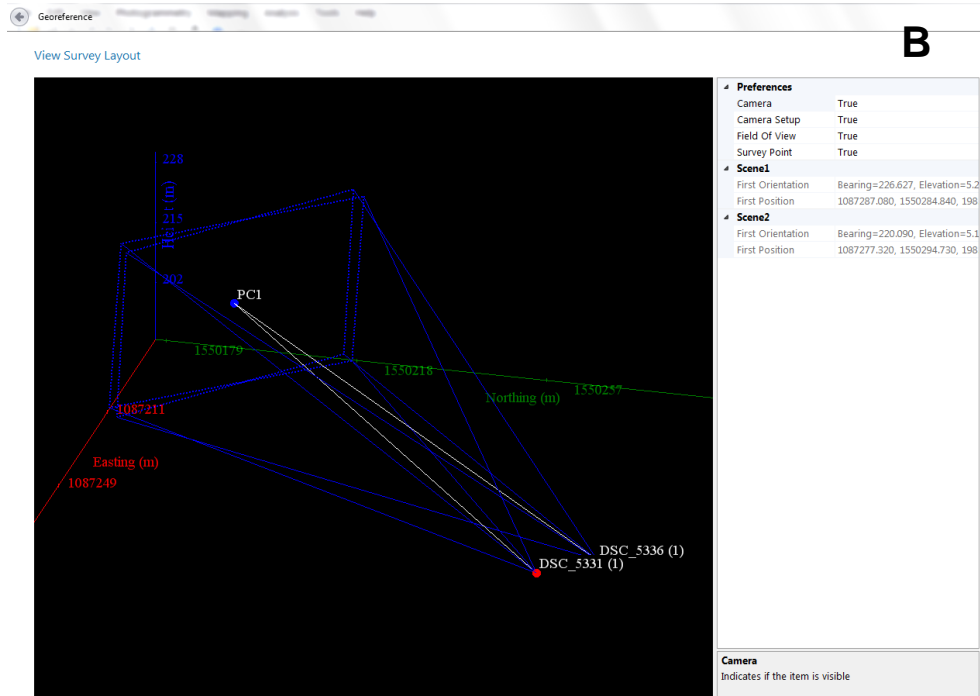 Georeference
B
View Survey Layout
228
Height (m)
215
202
PC1
1550179
1550218
1550257
Northing (m)
1087211
Easting (m)
1087249
DSC_5336 (1)
DSC_5331 (1)
Preferences
Camera True
Camera Setup True
Field Of View True
Survey Point True
Scene1
First Orientation Bearing=226.627, Elevation=5.2
First Position 1087287.080, 1550284.840, 198
Scene2
First Orientation Bearing=220.090, Elevation=5.1
First Position 1087277.320, 1550294.730, 198
Camera
Indicates if the item is visible